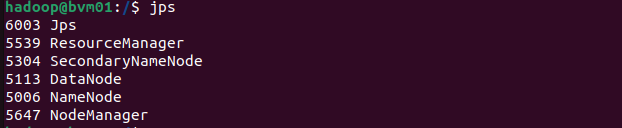 hadoop@bvm01:/$ jps
6003 Jps
5539 ResourceManager
5304 SecondaryNameNode
5113 DataNode
5006 NameNode
5647 NodeManager